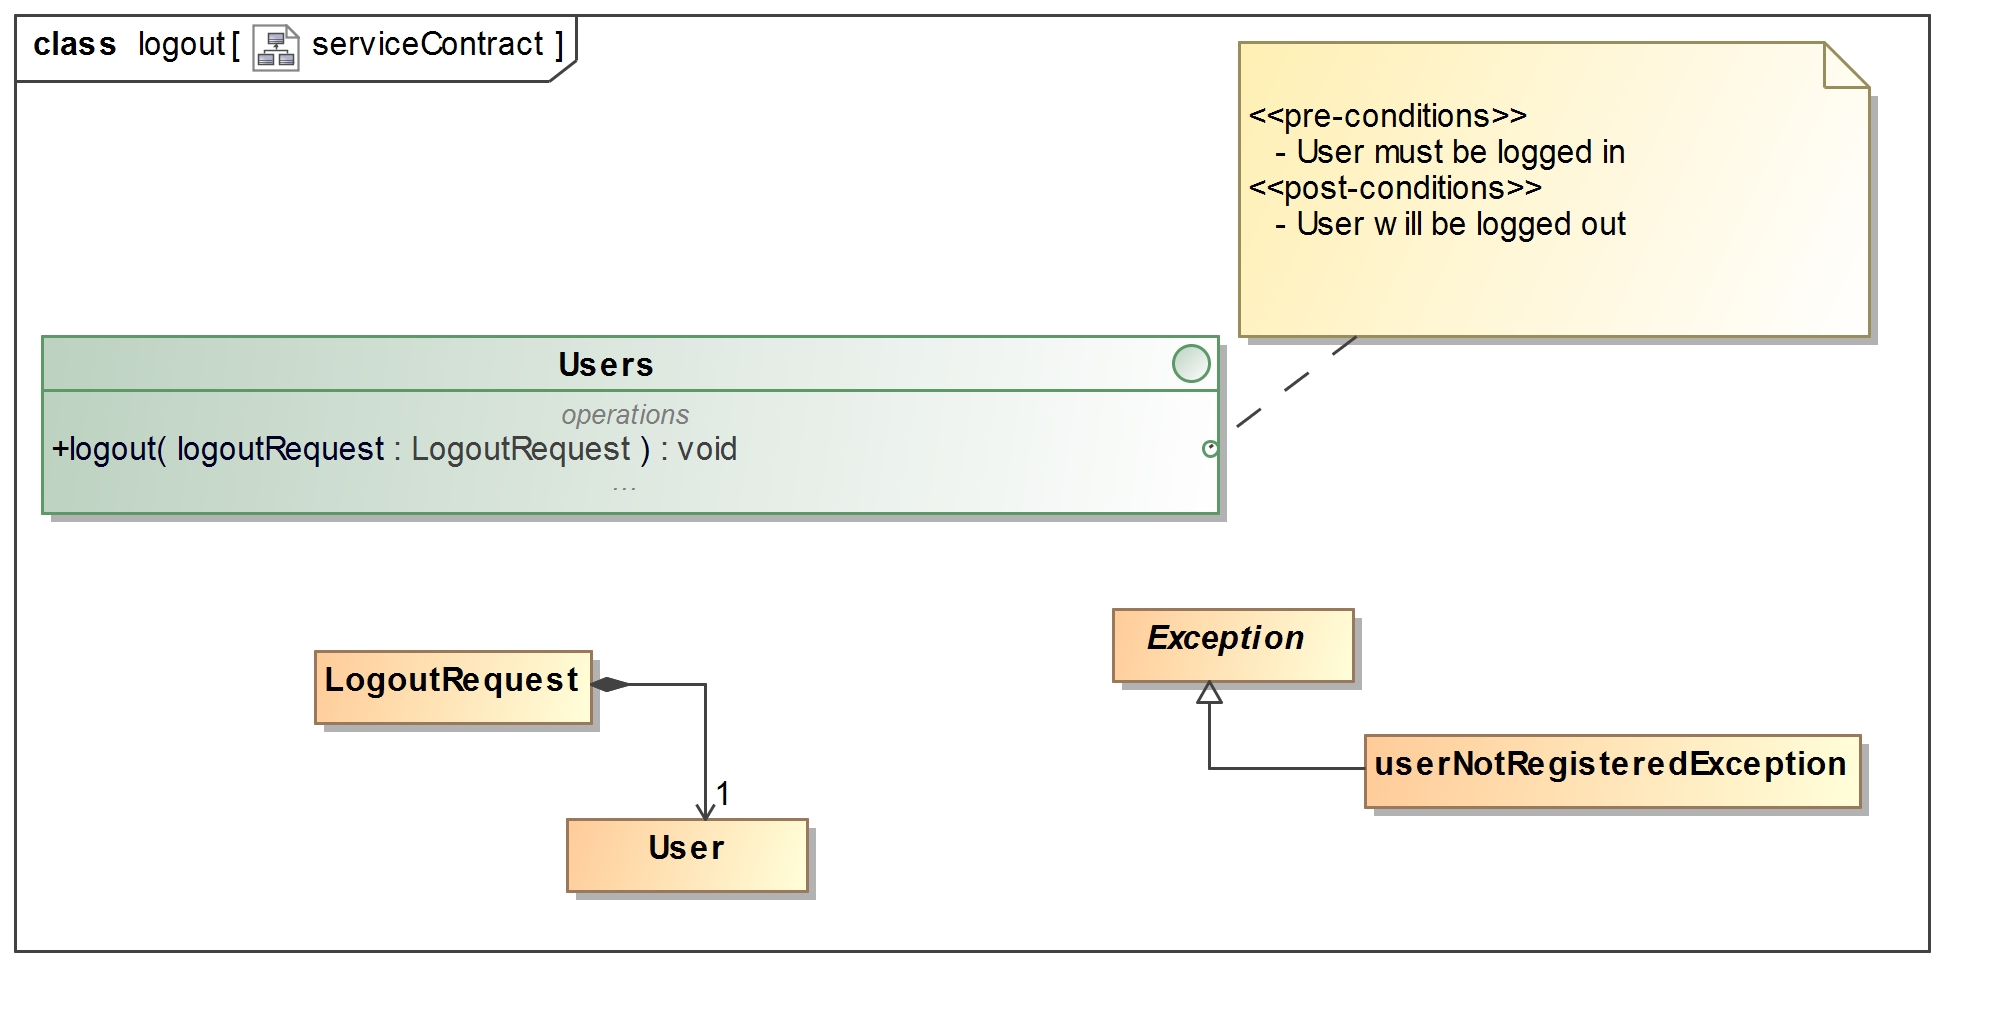 class logout[ serviceContract ]
<<pre-conditions>>
- User must be logged in
<<post-conditions>>
- User will be logged out
Users
operations
+logout( logoutRequest : LogoutRequest ) : void
...
Exception
LogoutRequest
userNotRegisteredException
1
User